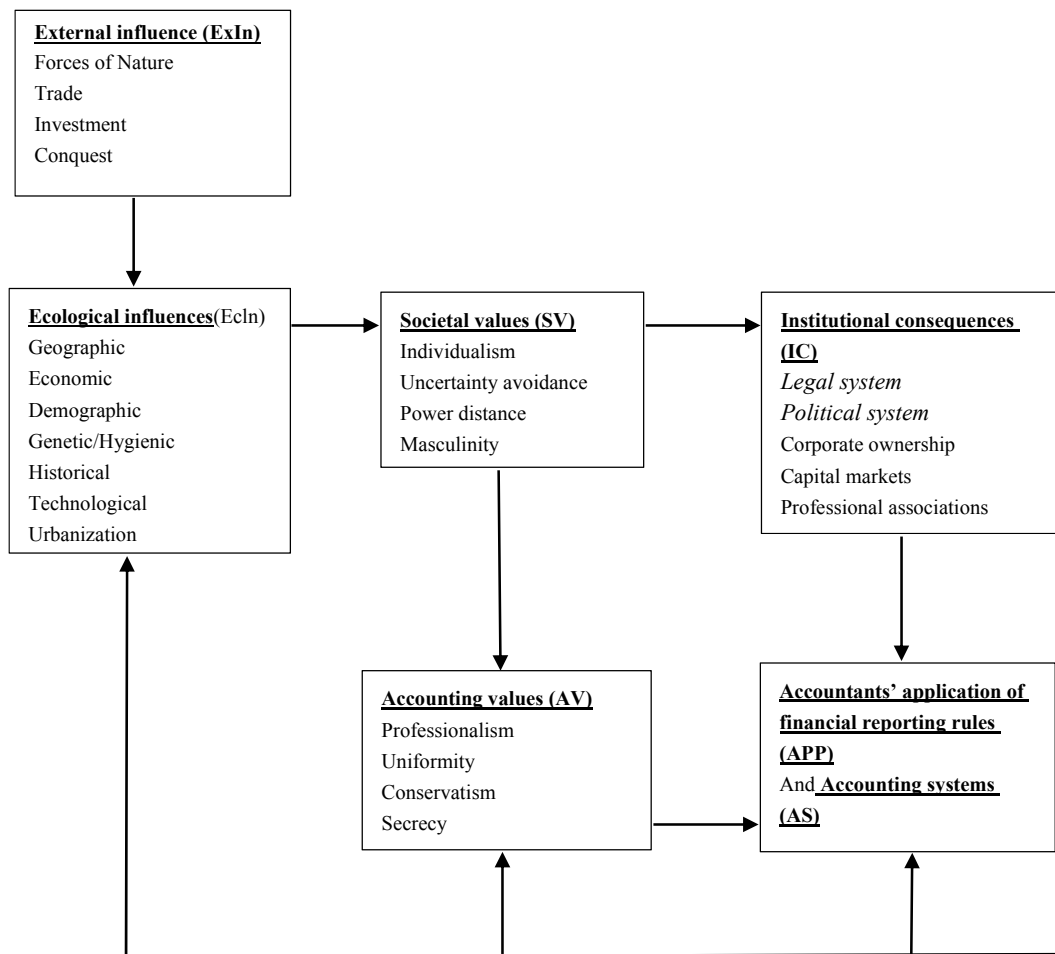 External influence (ExIn)
Forces of Nature
Trade
Investment
Conquest
Ecological influences(Ecln)
Geographic
Economic
Demographic
Genetic/Hygienic
Historical
Technological
Urbanization
Societal values (SV)
Individualism
Uncertainty avoidance
Power distance
Masculinity
Institutional consequences
(IC)
Legal system
Political system
Corporate ownership
Capital markets
Professional associations
Accounting values (AV)
Professionalism
Uniformity
Conservatism
Secrecy
Accountants’ application of
financial reporting rules
(APP)
And Accounting systems
(AS)